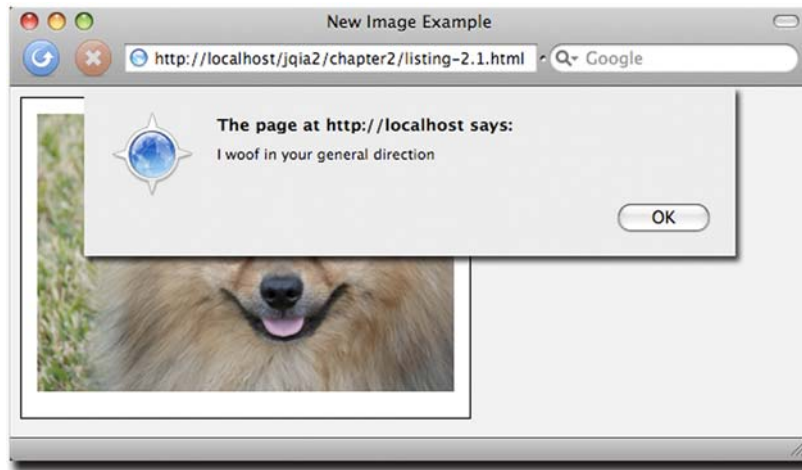 New Image Example
http://localhost/jqia2/chapter2/listing-2.1.html
Google
The page at http://localhost says:
I woof in your general direction
OK